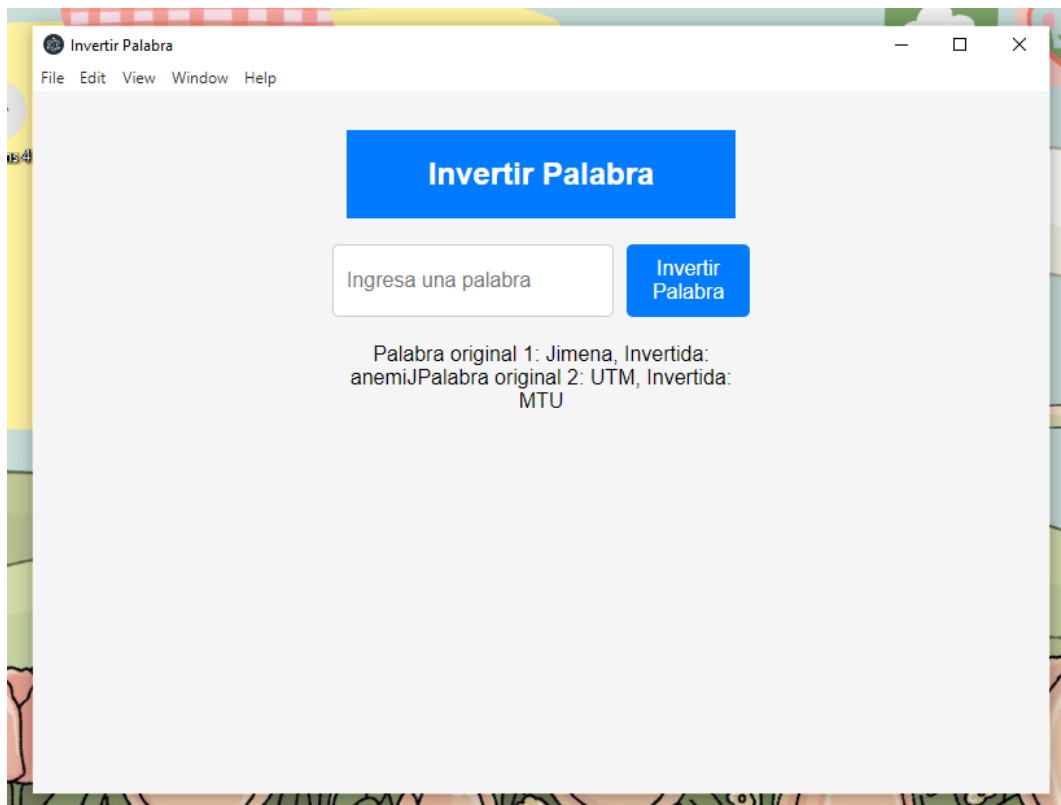 Invertir Palabra
File Edit View Window Help
Invertir Palabra
Ingresa una palabra
Invertir
Palabra
Palabra original 1: Jimena, Invertida:
anemiJPalabra original 2: UTM, Invertida:
MTU